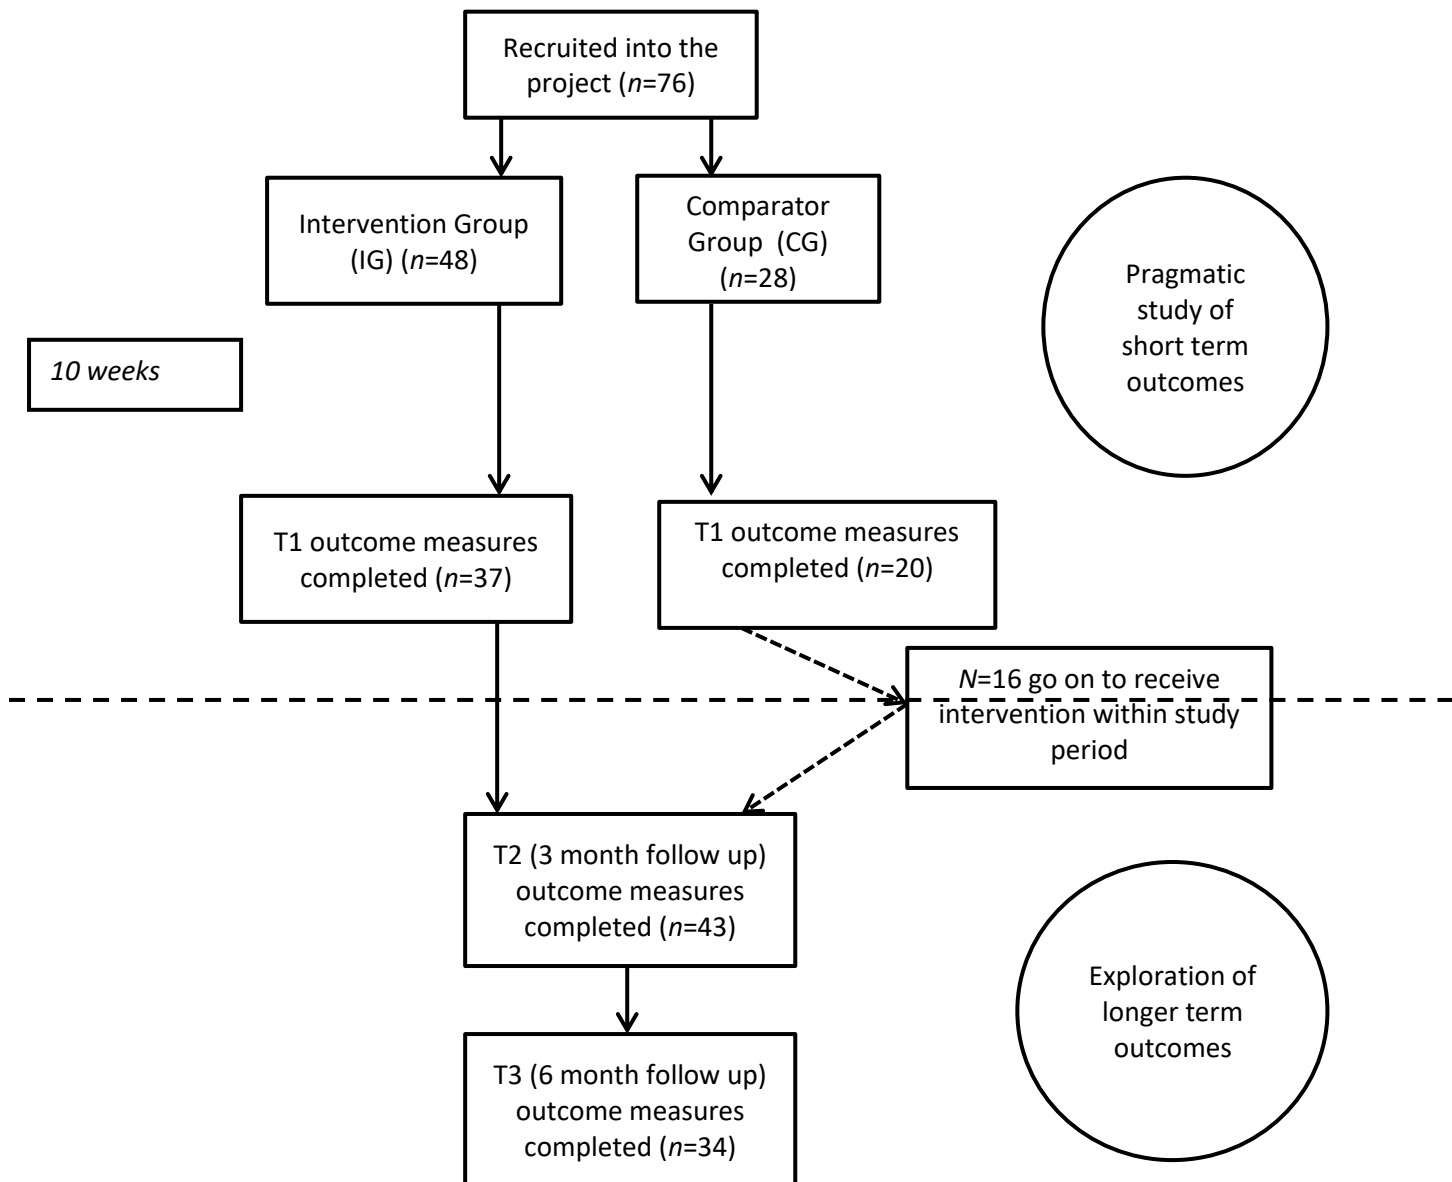 Recruited into the
project (n=76)
Intervention Group
(IG) (n=48)
Comparator
Group (CG)
(n=28)
Pragmatic
study of
short term
outcomes
10 weeks
T1 outcome measures
completed (n=37)
T1 outcome measures
completed (n=20)
N=16 go on to receive
intervention within study
period
T2 (3 month follow up)
outcome measures
completed (n=43)
Exploration of
longer term
outcomes
T3 (6 month follow up)
outcome measures
completed (n=34)